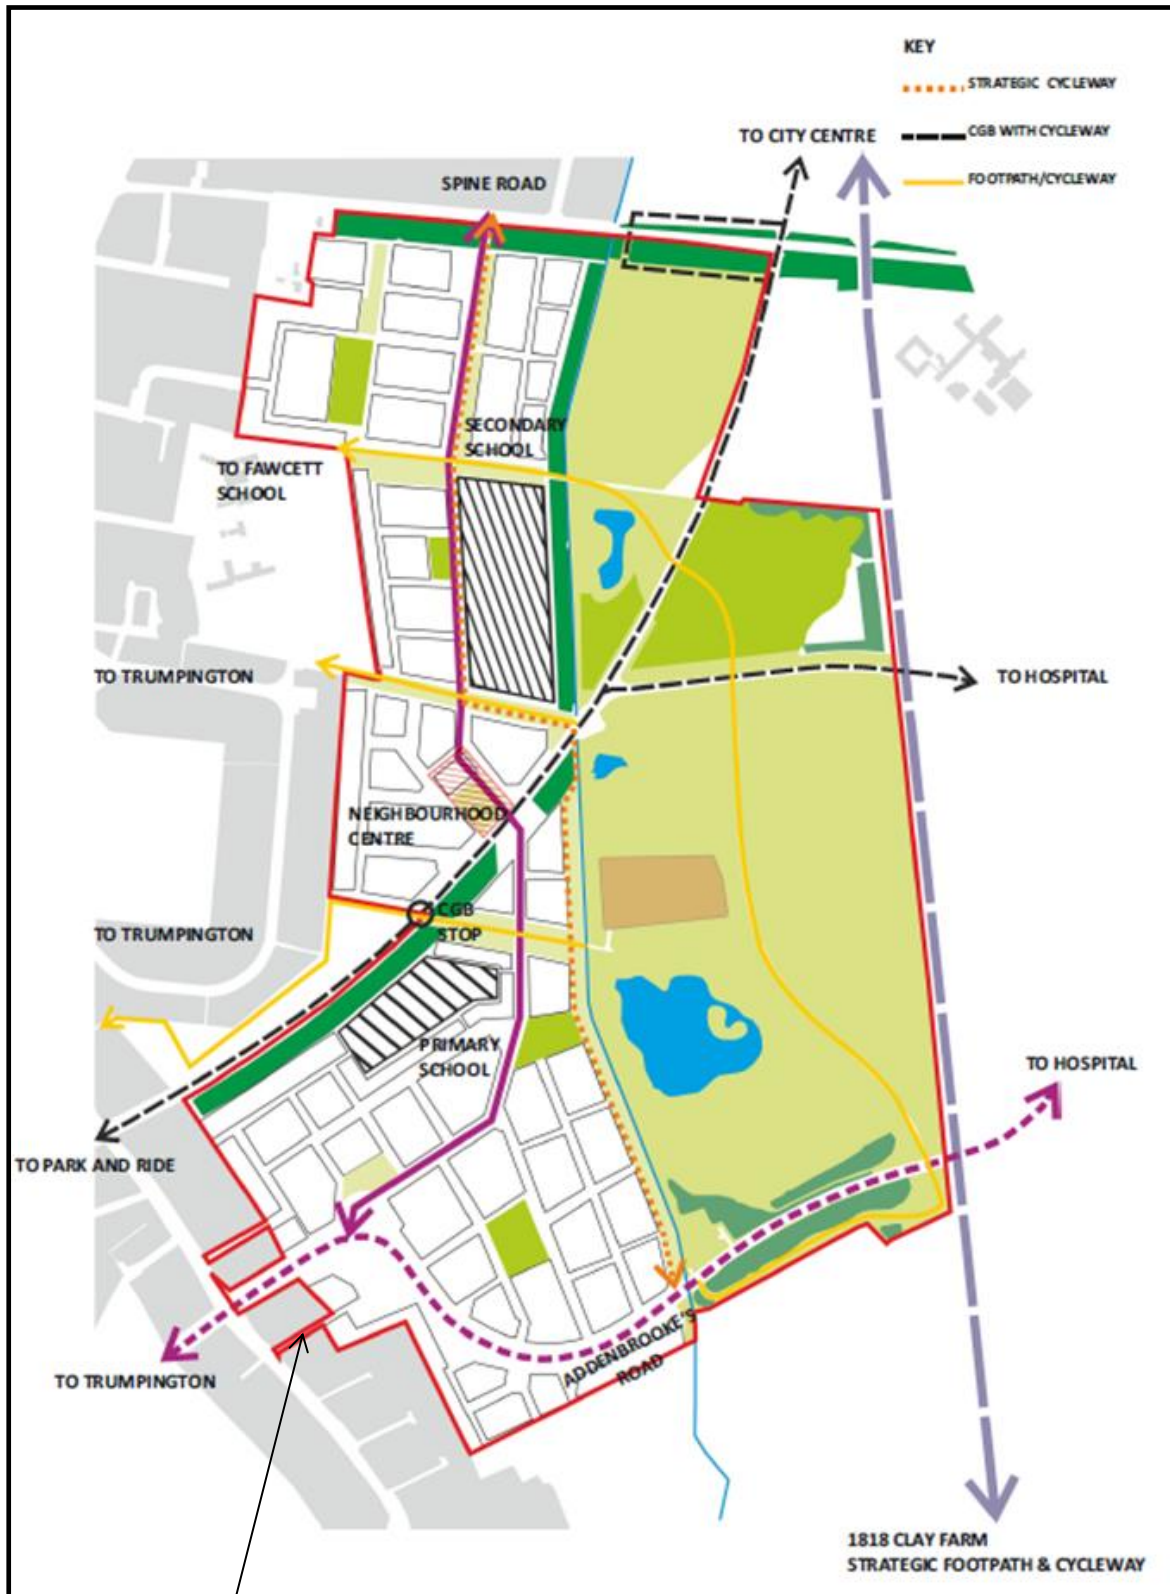 KEY
STRATEGIC CYCLEWAY
CGB WITH CYCLEWAY
FOOTPATH/CYCLEWAY
TO CITY CENTRE
SPINE ROAD
SECONDARY
SCHOOL
TO FAWCETT
SCHOOL
TO TRUMPINGTON
TO HOSPITAL
NEIGHBOURHOOD
CENTRE
CGB
STOP
TO TRUMPINGTON
PRIMARY
SCHOOL
TO HOSPITAL
TO PARK AND RIDE
ADDENBROOKE'S
ROAD
TO TRUMPINGTON
1818 CLAY FARM
STRATEGIC FOOTPATH & CYCLEWAY